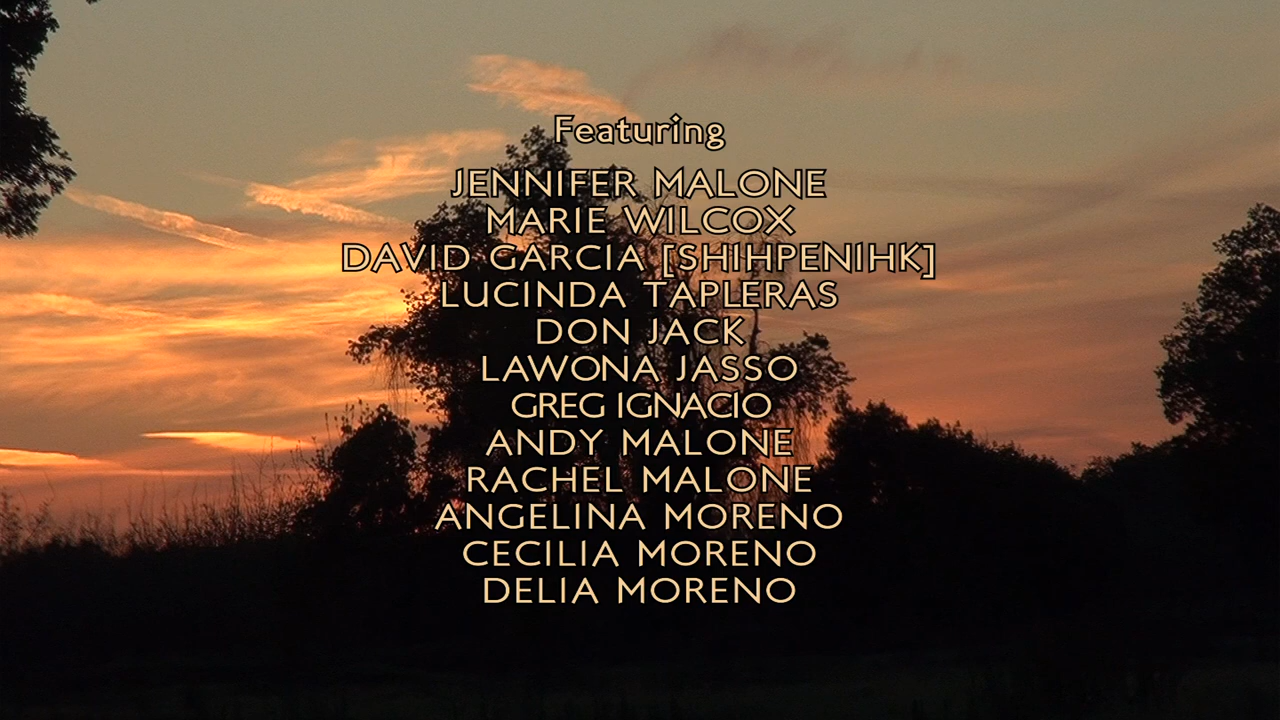 Featuring
JENNIFER MALONE
MARIE WILCOX
DAVID GARCIA [SHIHPENIHK]
LUCINDA TAPLERAS
DON JACK
LAWONA JASSO
GREG IGNACIO
ANDY MALONE
RACHEL MALONE
ANGELINA MORENO
CECILIA MORENO
DELIA MORENO